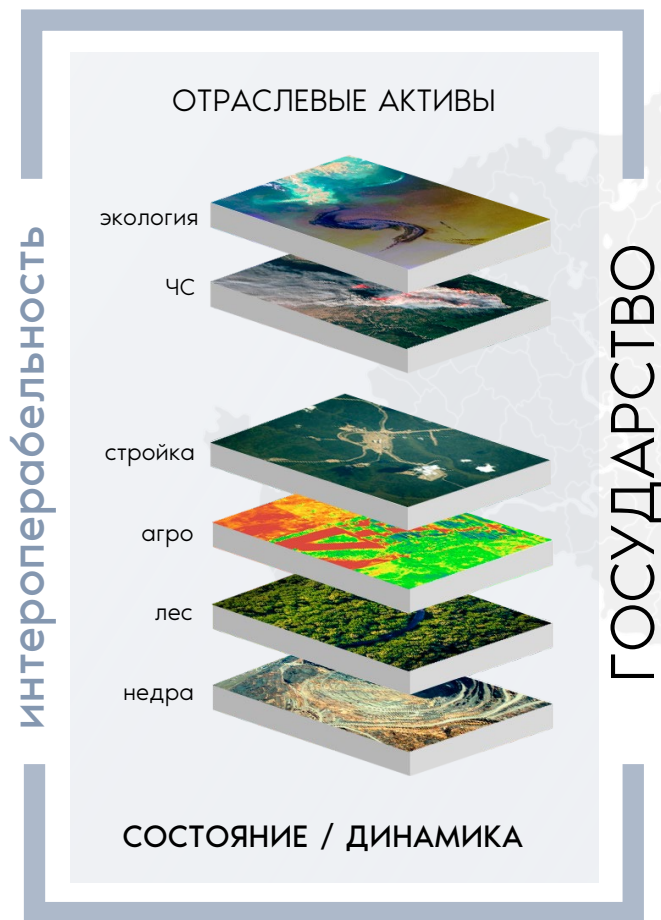 ОТРАСЛЕВЫЕ АКТИВЫ
экология
ЧС
стройка
агро
лес
недра
СОСТОЯНИЕ / ДИНАМИКА
интероперабельность
ГОСУДАРСТВО